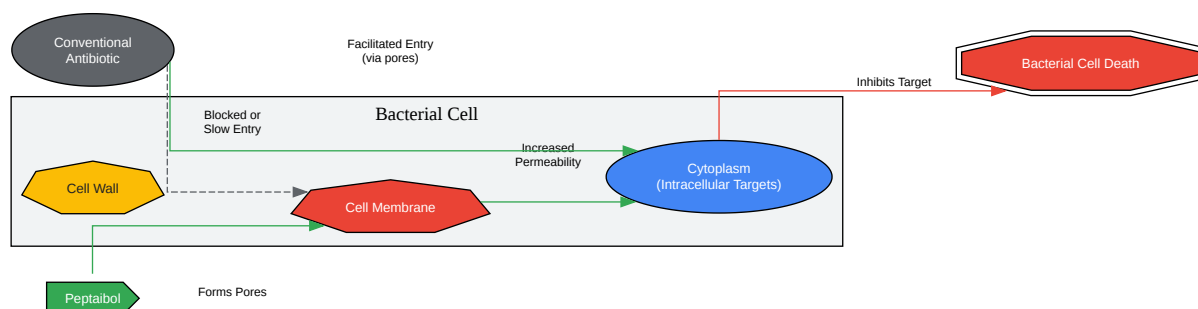 Conventional
Antibiotic
Facilitated Entry
(via pores)
Bacterial Cell Death
Inhibits Target
Blocked or
Slow Entry
Bacterial Cell
Increased
Permeability
Cytoplasm
(Intracellular Targets)
Cell Wall
Cell Membrane
Peptaibol
Forms Pores